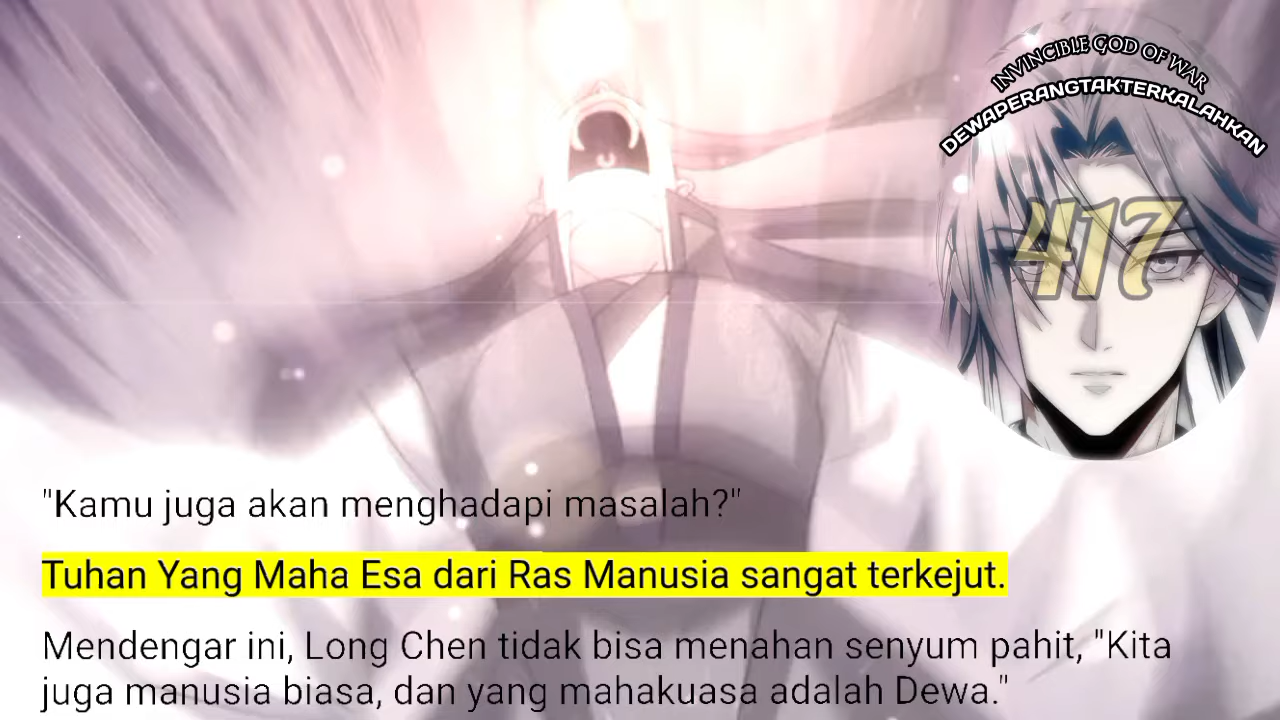 INVINCIBLE GOD OF WAR
DEWAPERANGTAKTERKALAHKAN
417
"Kamu juga akan menghadapi masalah?"
Tuhan Yang Maha Esa dari Ras Manusia sangat terkejut.
Mendengar ini, Long Chen tidak bisa menahan senyum pahit, "Kita
juga manusia biasa, dan yang mahakuasa adalah Dewa."